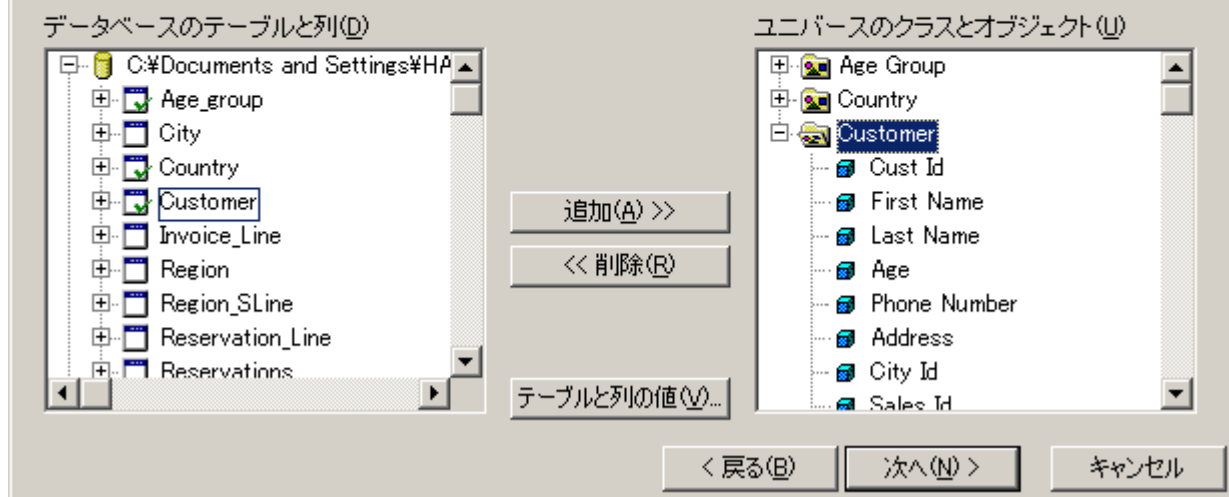 データベースのテーブルと列(D)
C:¥Documents and Settings¥HA
Age_group
City
Country
Customer
Invoice_Line
Region
Region_SLine
Reservation_Line
Reservations
追加(A) >>
<< 削除(R)
テーブルと列の値(V)...
ユニバースのクラスとオブジェクト(U)
Age Group
Country
Customer
Cust Id
First Name
Last Name
Age
Phone Number
Address
City Id
Sales Id
< 戻る(B)
次へ(N) >
キャンセル